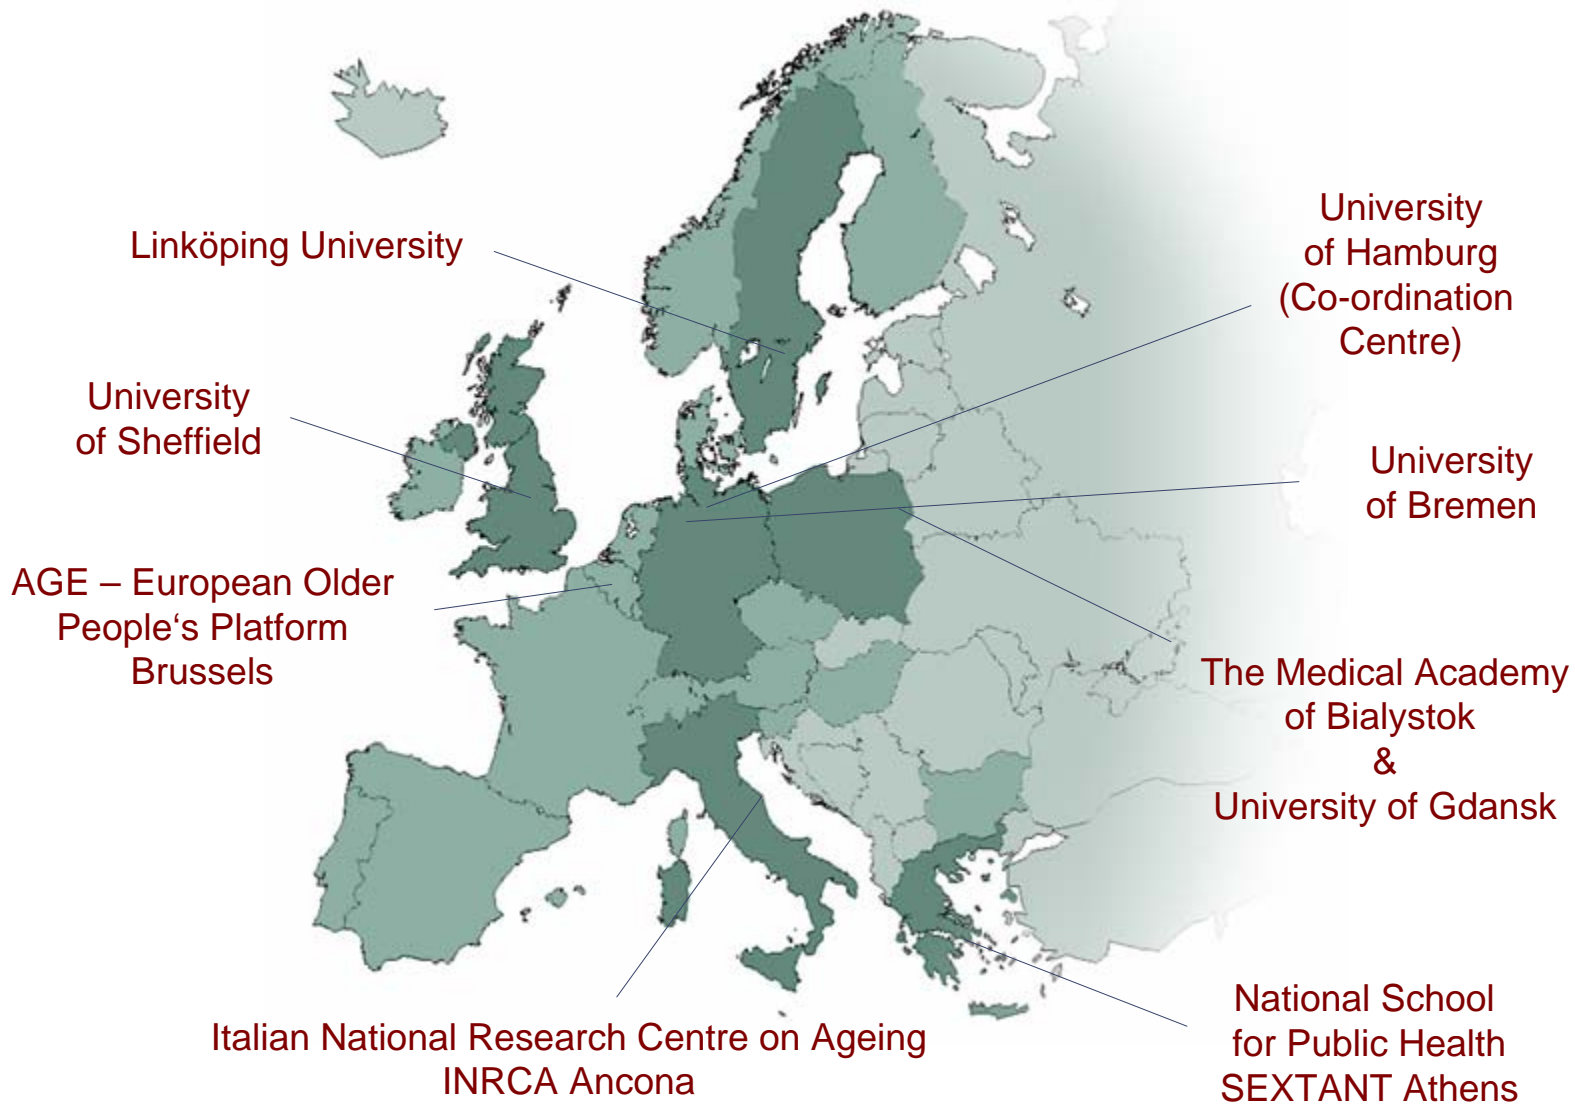 Linköping University
University
of Sheffield
AGE – European Older
People‘s Platform
Brussels
Italian National Research Centre on Ageing
INRCA Ancona
University
of Hamburg
(Co-ordination
Centre)
University
of Bremen
The Medical Academy
of Bialystok
&
University of Gdansk
National School
for Public Health
SEXTANT Athens